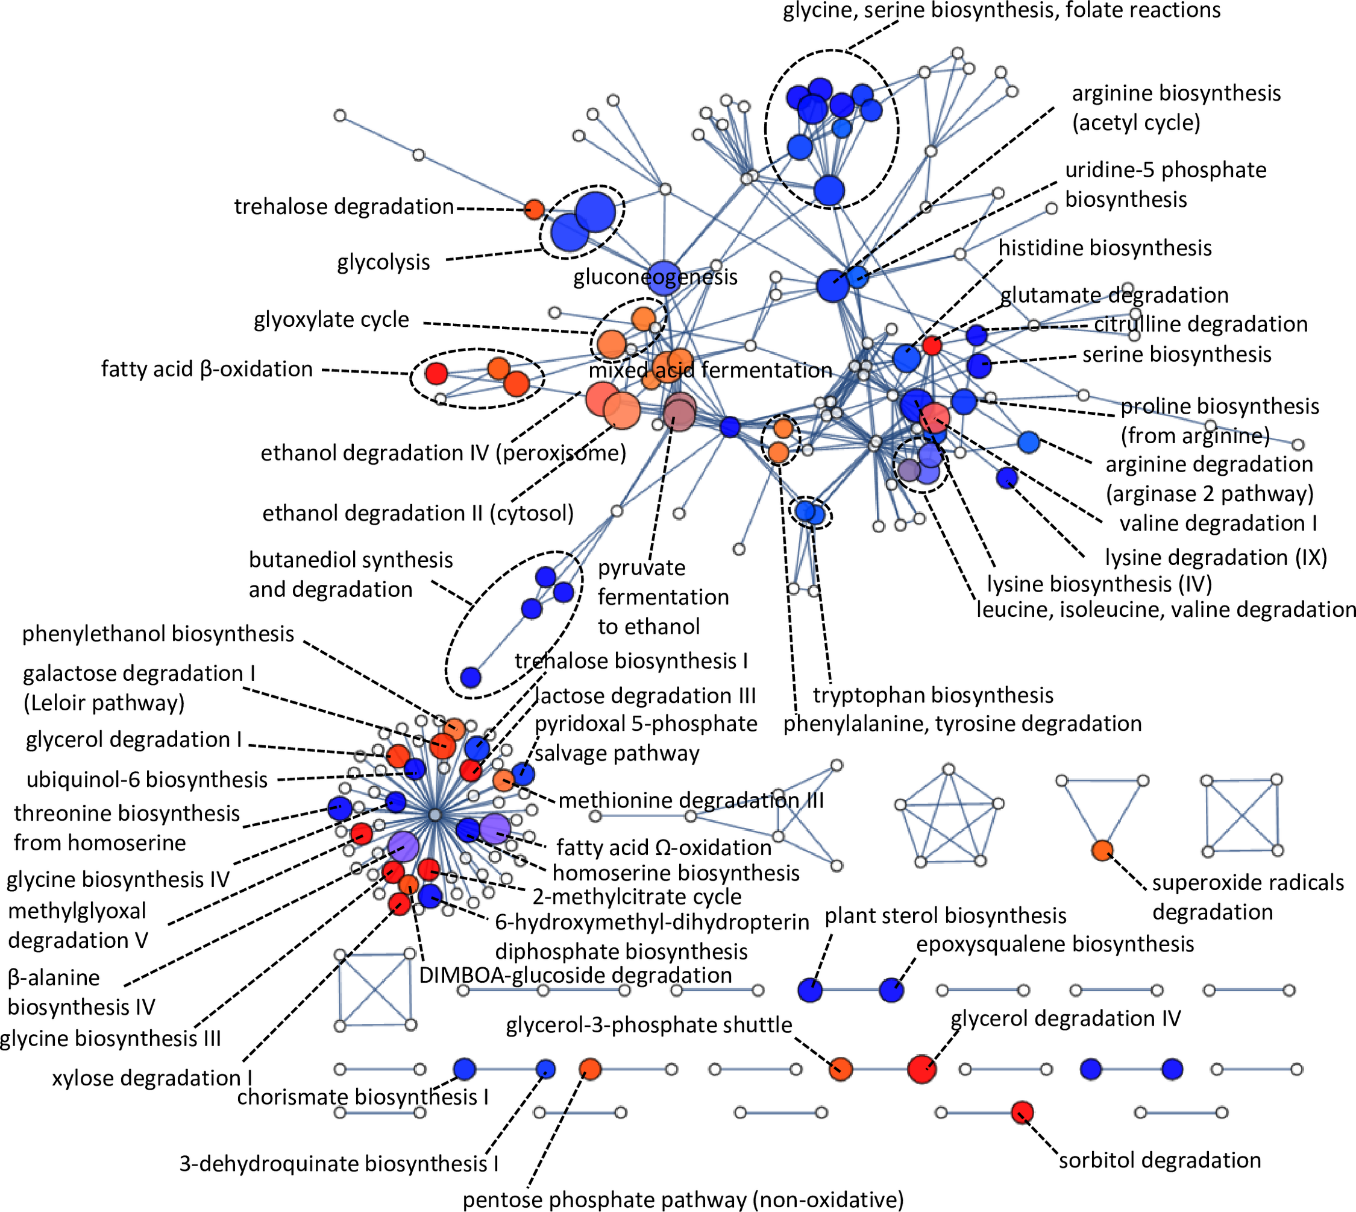 glycine, serine biosynthesis, folate reactions
arginine biosynthesis
(acetyl cycle)
uridine-5 phosphate
biosynthesis
trehalose degradation
histidine biosynthesis
glycolysis
gluconeogenesis
glutamate degradation
glyoxylate cycle
citrulline degradation
serine biosynthesis
fatty acid β-oxidation
mixed acid fermentation
proline biosynthesis
(from arginine)
ethanol degradation IV (peroxisome)
arginine degradation
(arginase 2 pathway)
ethanol degradation II (cytosol)
valine degradation I
butanediol synthesis
and degradation
pyruvate
fermentation
to ethanol
lysine degradation (IX)
lysine biosynthesis (IV)
leucine, isoleucine, valine degradation
phenylethanol biosynthesis
trehalose biosynthesis I
galactose degradation I
(Leloir pathway)
lactose degradation III
tryptophan biosynthesis
pyridoxal 5-phosphate
salvage pathway
phenylalanine, tyrosine degradation
glycerol degradation I
ubiquinol-6 biosynthesis
methionine degradation III
threonine biosynthesis
from homoserine
fatty acid Ω-oxidation
homoserine biosynthesis
glycine biosynthesis IV
2-methylcitrate cycle
superoxide radicals
degradation
methylglyoxal
degradation V
6-hydroxymethyl-dihydropterin
diphosphate biosynthesis
plant sterol biosynthesis
epoxysqualene biosynthesis
β-alanine
biosynthesis IV
DIMBOA-glucoside degradation
glycine biosynthesis III
glycerol-3-phosphate shuttle
glycerol degradation IV
xylose degradation I
chorismate biosynthesis I
3-dehydroquinate biosynthesis I
sorbitol degradation
pentose phosphate pathway (non-oxidative)